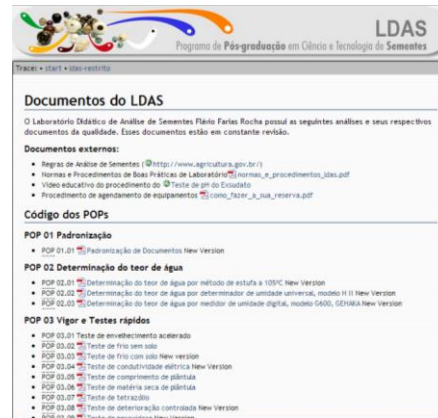 LDAS
Programa de Pós-graduação em Ciência e Tecnologia de Sementes
Trace: • start • ldas-restrito
Documentos do LDAS
O Laboratório Didático de Análise de Sementes Flávio Farias Rocha possui as seguintes análises e seus respectivos
documentos da qualidade. Esses documentos estão em constante revisão.
Documentos externos:
Regras de Análise de Sementes (http://www.agricultura.gov.br/)
Normas e Procedimentos de Boas Práticas de Laboratório normas_e_procedimentos_ldas.pdf
Vídeo educativo do procedimento do Teste de pH do Exsudato
Procedimento de agendamento de equipamentos como_fazer_a_sua_reserva.pdf
Código dos POPs
POP 01 Padronização
POP 01.01 Padronização de Documentos New Version
POP 02 Determinação do teor de água
POP 02.01 Determinação do teor de água por método de estufa a 105ºC New Version
POP 02.02 Determinação do teor de água por determinador de umidade universal, modelo H II New Version
POP 02.03 Determinação do teor de água por medidor de umidade digital, modelo G600, GEHAKA New Version
POP 03 Vigor e Testes rápidos
POP 03.01 Teste de envelhecimento acelerado
POP 03.02 Teste de frio sem solo
POP 03.03 Teste de frio com solo New version
POP 03.04 Teste de condutividade elétrica New Version
POP 03.05 Teste de comprimento de plântula
POP 03.06 Teste de matéria seca de plântula
POP 03.07 Teste de tetrazólio
POP 03.08 Teste de deterioração controlada New Version